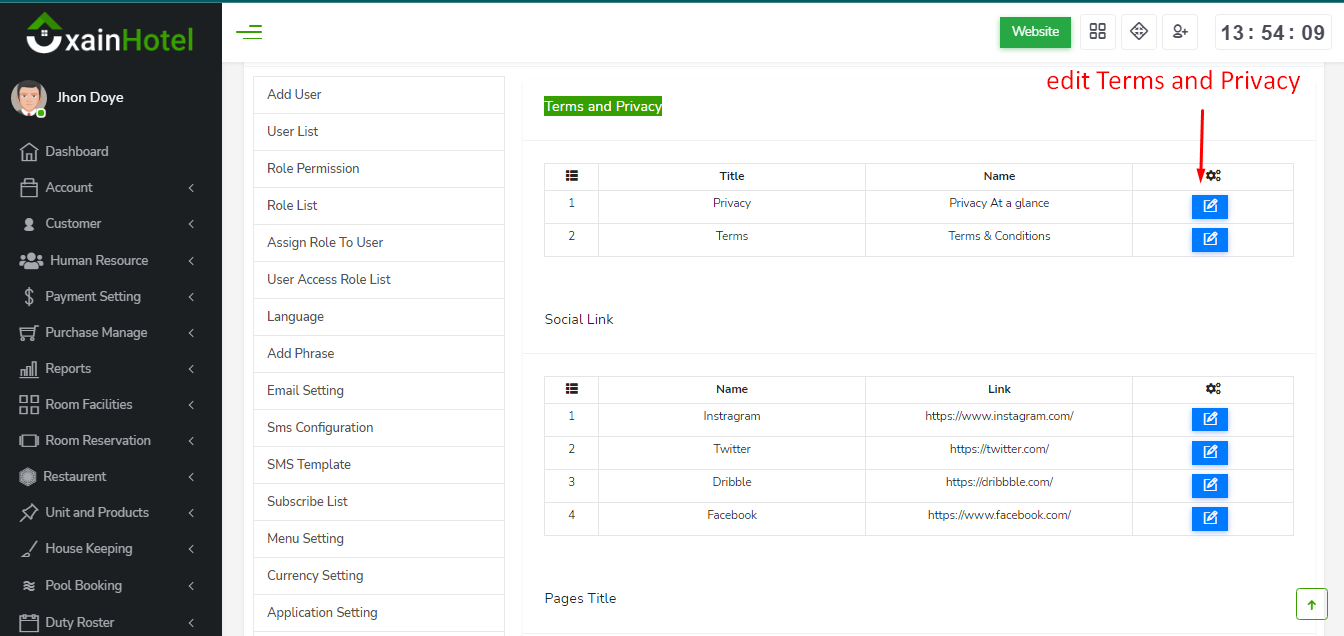 xainHotel
Jhon Doye
Dashboard
Account
Customer
Human Resource
Payment Setting
Purchase Manage
Reports
Room Facilities
Room Reservation
Restaurent
Unit and Products
House Keeping
Pool Booking
Duty Roster
Website
13 : 54 : 09
Add User
User List
Role Permission
Role List
Assign Role To User
User Access Role List
Language
Add Phrase
Email Setting
Sms Configuration
SMS Template
Subscribe List
Menu Setting
Currency Setting
Application Setting
edit Terms and Privacy
Terms and Privacy
Title Name
1 Privacy Privacy At a glance
2 Terms Terms & Conditions
Social Link
Name Link
1 Instragram https://www.instagram.com/
2 Twitter https://twitter.com/
3 Dribble https://dribbble.com/
4 Facebook https://www.facebook.com/
Pages Title